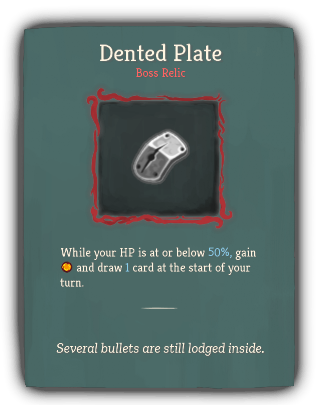 Dented Plate
Boss Relic
While your HP is at or below 50%, gain
and draw 1 card at the start of your
turn.
Several bullets are still lodged inside.